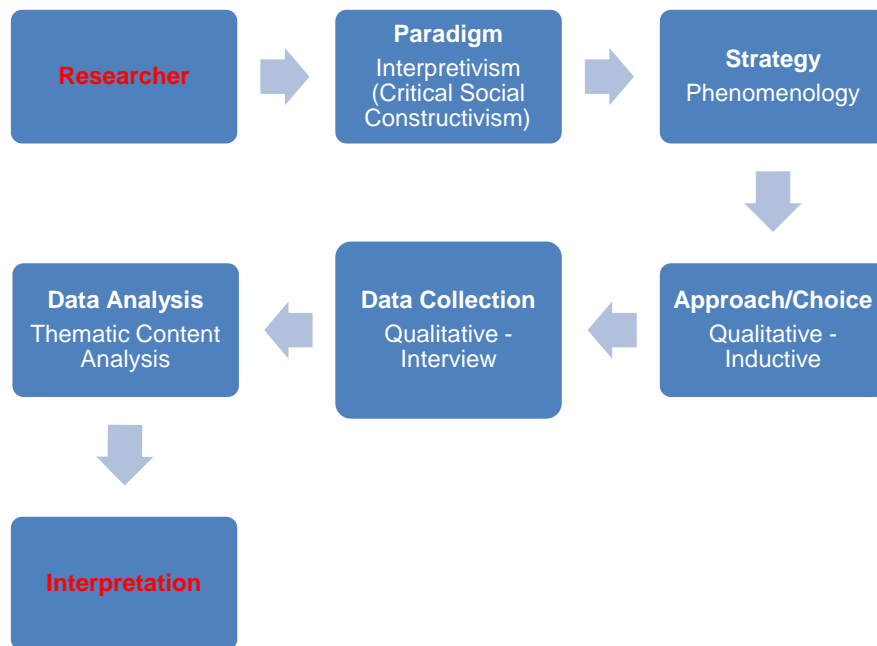 Researcher
Paradigm
Interpretivism
(Critical Social
Constructivism)
Strategy
Phenomenology
Approach/Choice
Qualitative -
Inductive
Data Collection
Qualitative -
Interview
Data Analysis
Thematic Content
Analysis
Interpretation